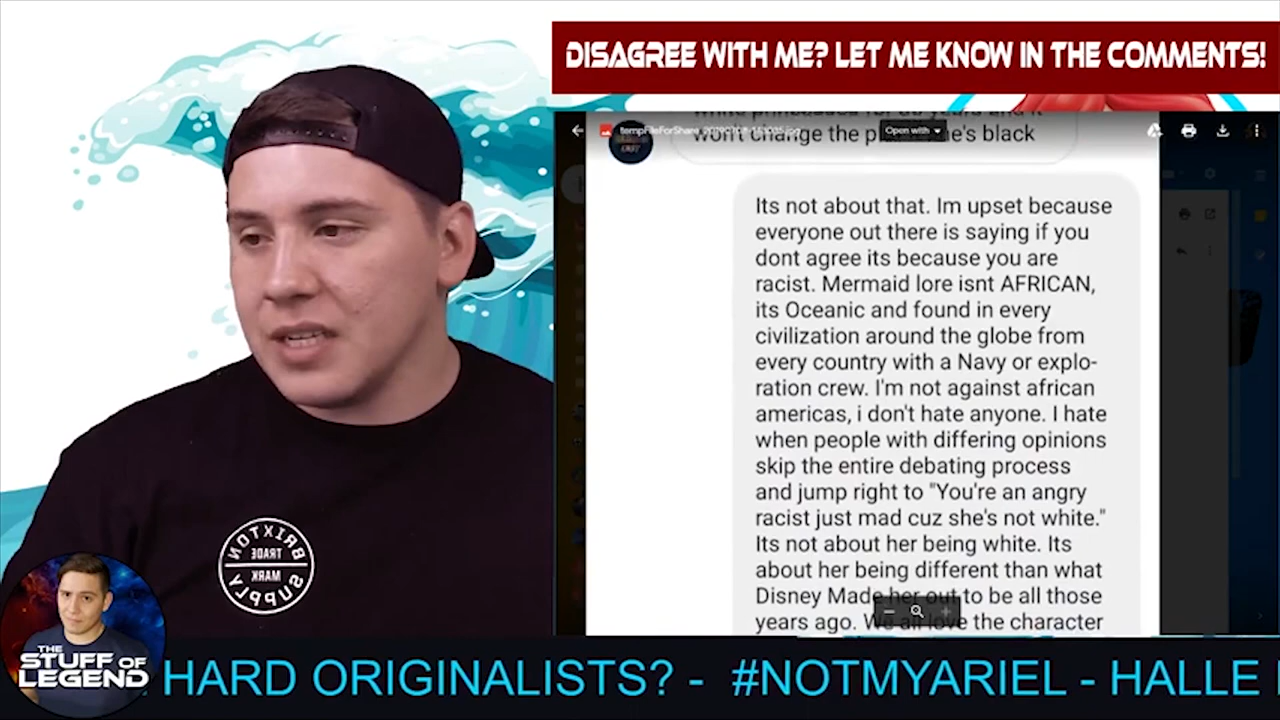 DISAGREE WITH ME? LET ME KNOW IN THE COMMENTS!
Open with
won't change the he's black
Its not about that. Im upset because
everyone out there is saying if you
dont agree its because you are
racist. Mermaid lore isnt AFRICAN,
its Oceanic and found in every
civilization around the globe from
every country with a Navy or explo-
ration crew. I'm not against african
americas, i don't hate anyone. I hate
when people with differing opinions
skip the entire debating process
and jump right to "You're an angry
racist just mad cuz she's not white."
Its not about her being white. Its
about her being different than what
Disney Made her out to be all those
years ago. We all love the character
BRIXTON
TRADE
MARK
SUPPLY
THE
STUFF OF
LEGEND
HARD ORIGINALISTS? - #NOTMYARIEL - HALLE